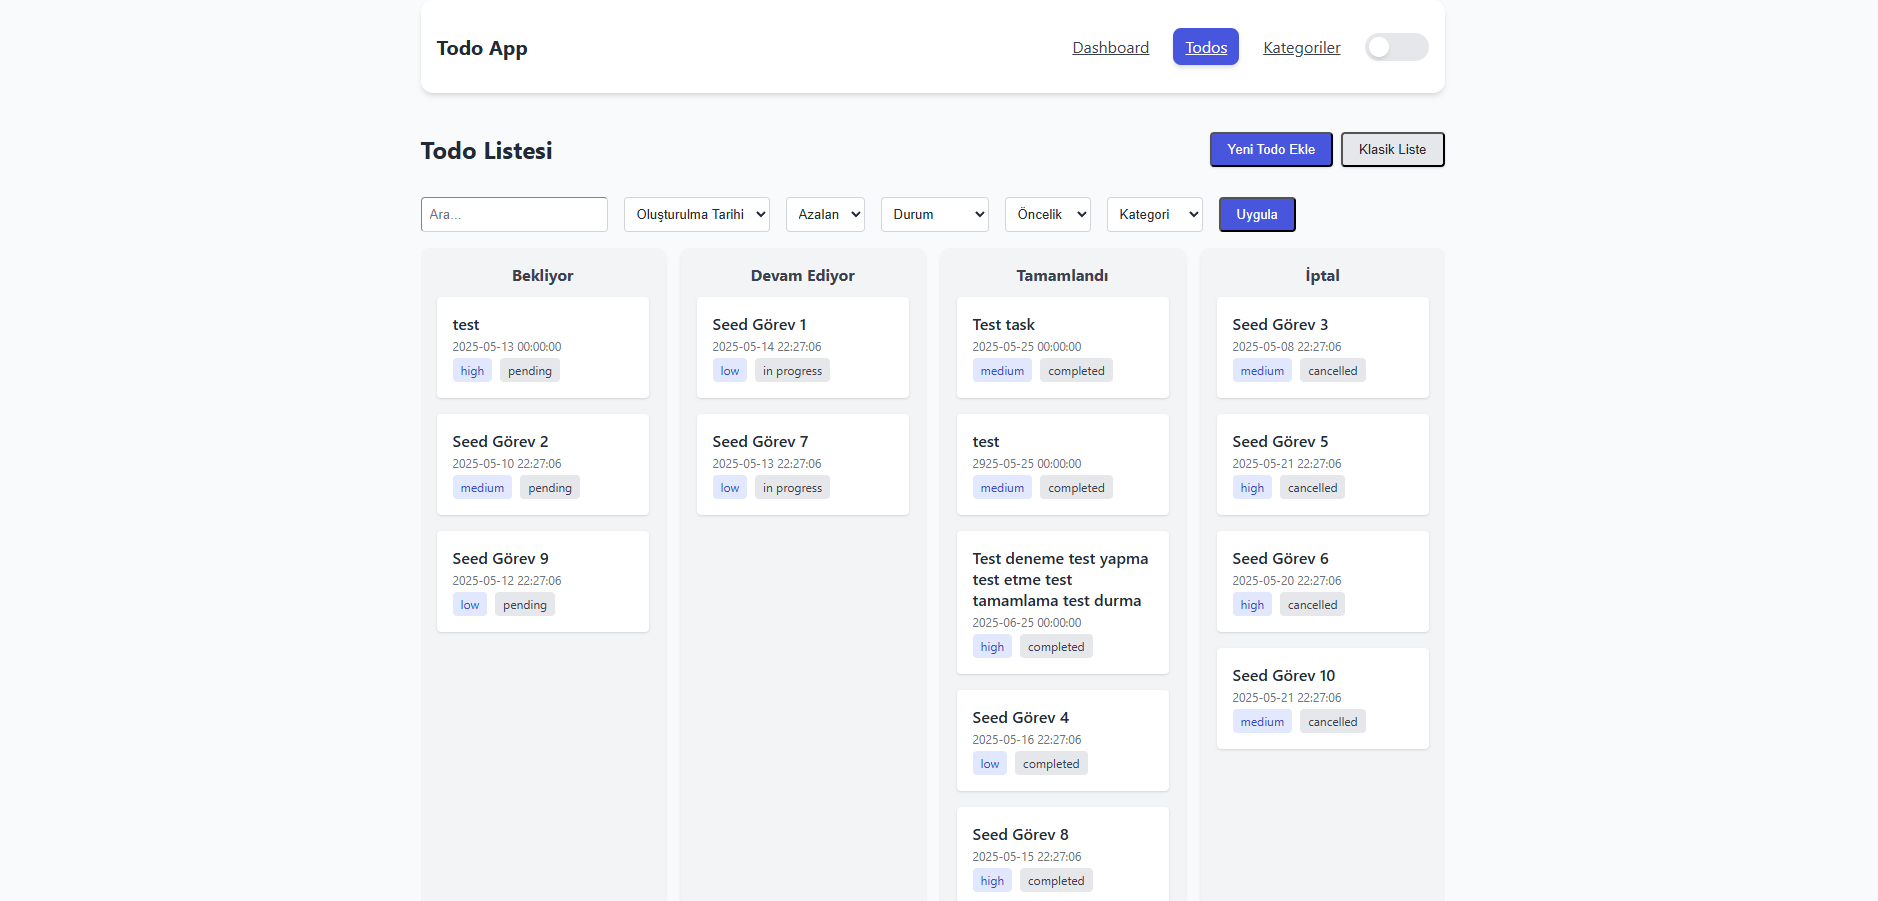 Todo App
Dashboard
Todos
Kategoriler
Todo Listesi
Yeni Todo Ekle
Klasik Liste
Ara...
Oluşturulma Tarihi
Azalan
Durum
Öncelik
Kategori
Uygula
Bekliyor
test
2025-05-13 00:00:00
high pending
Seed Görev 2
2025-05-10 22:27:06
medium pending
Seed Görev 9
2025-05-12 22:27:06
low pending
Devam Ediyor
Seed Görev 1
2025-05-14 22:27:06
low in progress
Seed Görev 7
2025-05-13 22:27:06
low in progress
Tamamlandı
Test task
2025-05-25 00:00:00
medium completed
test
2925-05-25 00:00:00
medium completed
Test deneme test yapma
test etme test
tamamlama test durma
2025-06-25 00:00:00
high completed
Seed Görev 4
2025-05-16 22:27:06
low completed
Seed Görev 8
2025-05-15 22:27:06
high completed
İptal
Seed Görev 3
2025-05-08 22:27:06
medium cancelled
Seed Görev 5
2025-05-21 22:27:06
high cancelled
Seed Görev 6
2025-05-20 22:27:06
high cancelled
Seed Görev 10
2025-05-21 22:27:06
medium cancelled